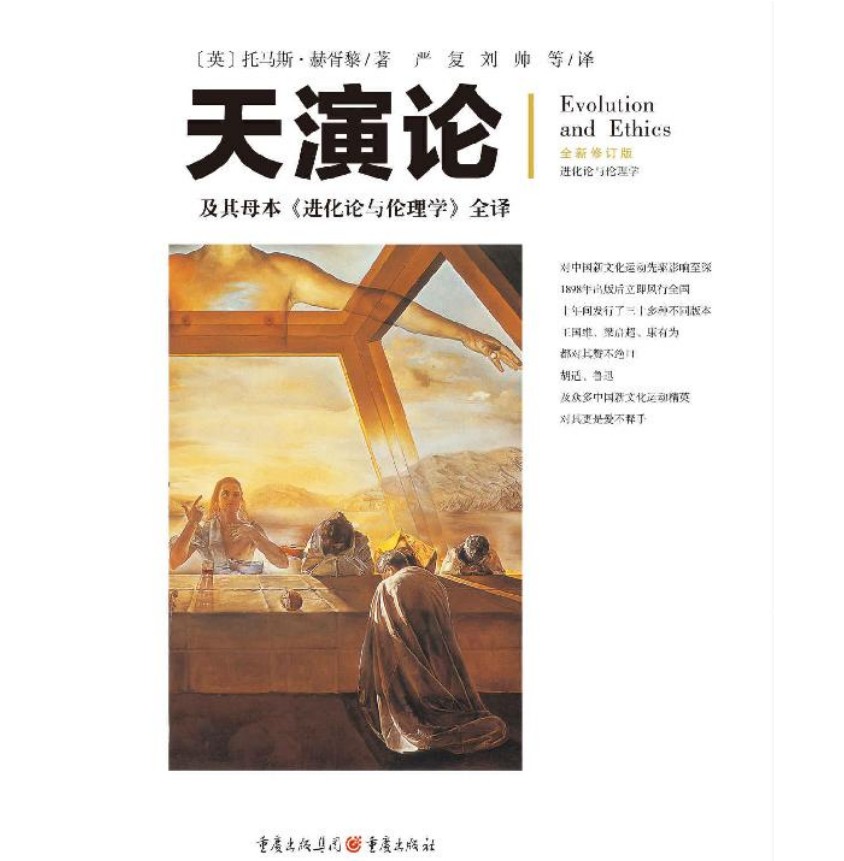 〔英〕托马斯·赫胥黎/著 严复 刘帅 等/译
天演论
及其母本《进化论与伦理学》全译
Evolution
and Ethics
全新修订版
进化论与伦理学
对中国新文化运动先驱影响至深
1898年出版后立即风行全国
十年间发行了三十多种不同版本
王国维、梁启超、康有为
都对其赞不绝口
胡适、鲁迅
及众多中国新文化运动精英
对其更是爱不释手
重庆出版集团 重庆出版社